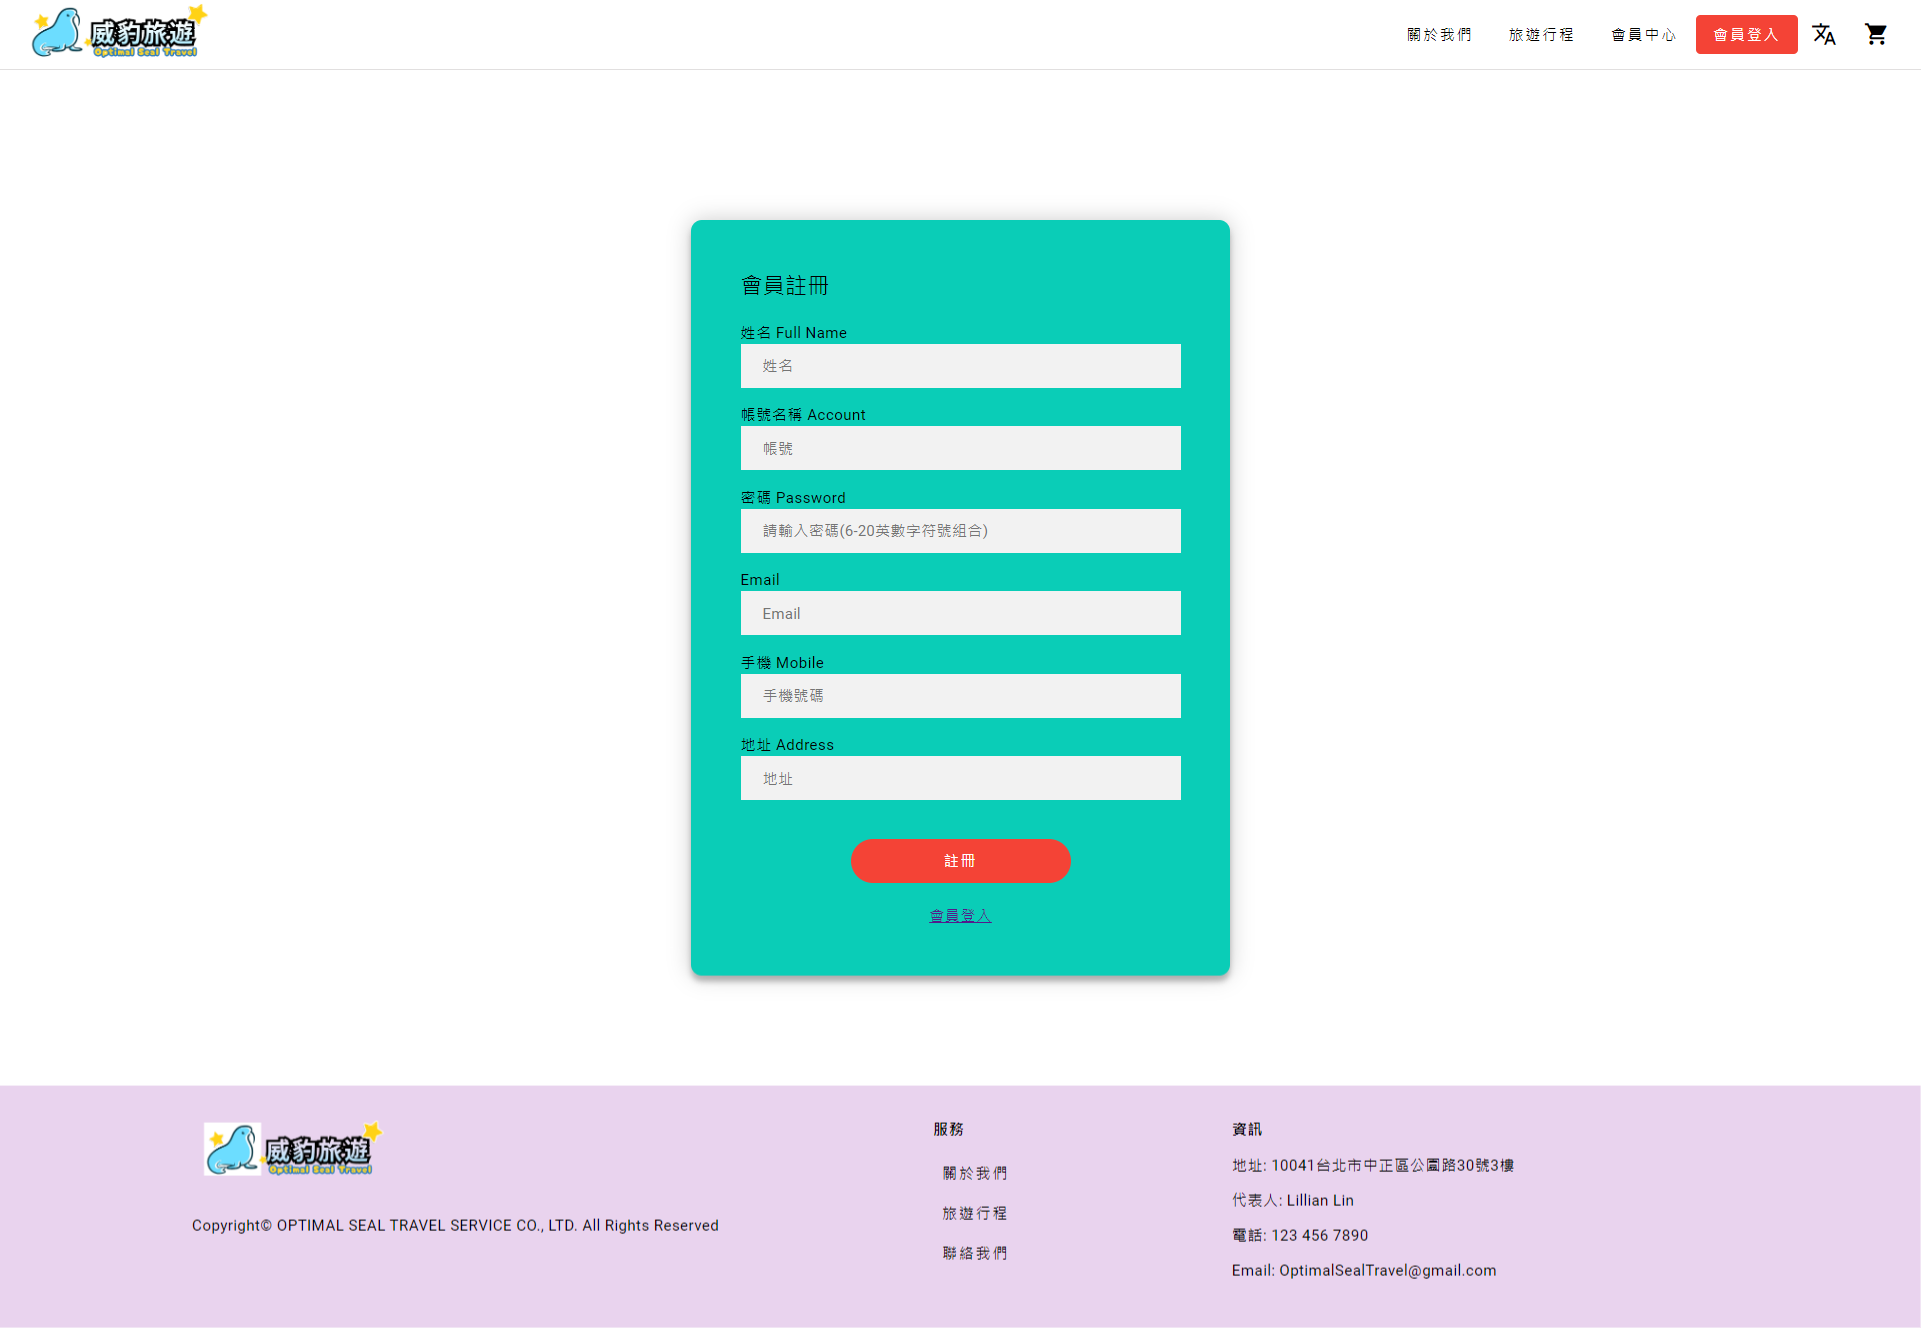 威豹旅遊
Optimal Seal Travel
關於我們
旅遊行程
會員中心
會員登入
會員註冊
姓名 Full Name
姓名
帳號名稱 Account
帳號
密碼 Password
請輸入密碼(6-20英數字符號組合)
Email
Email
手機 Mobile
手機號碼
地址 Address
地址
註冊
會員登入
威豹旅遊
Optimal Seal Travel
Copyright© OPTIMAL SEAL TRAVEL SERVICE CO., LTD. All Rights Reserved
服務
關於我們
旅遊行程
聯絡我們
資訊
地址: 10041台北市中正區公園路30號3樓
代表人: Lillian Lin
電話: 123 456 7890
Email: OptimalSealTravel@gmail.com